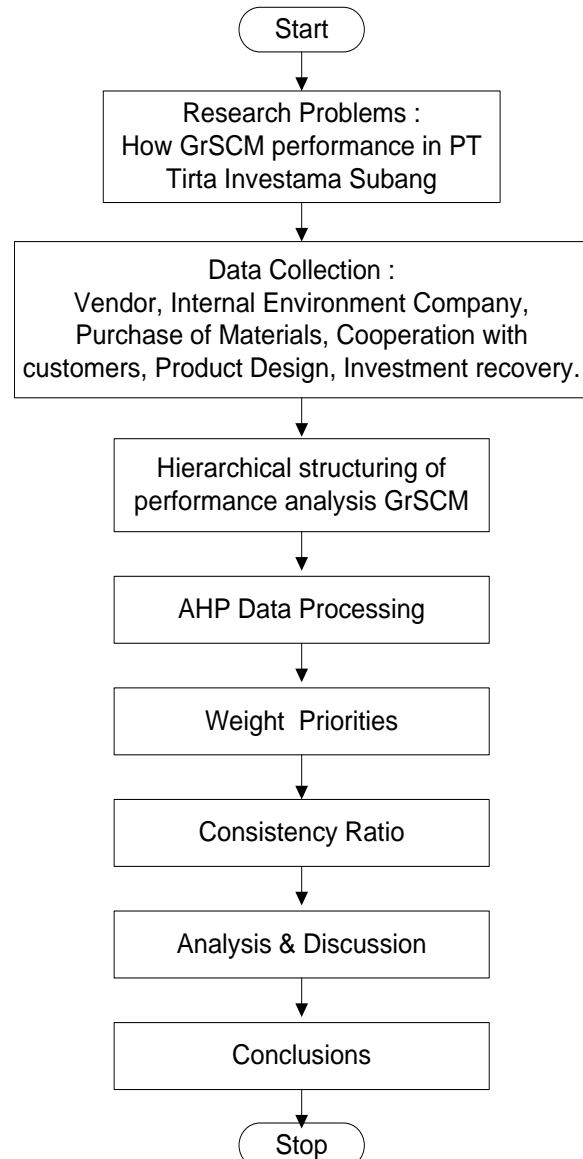 Start
Research Problems :
How GrSCM performance in PT
Tirta Investama Subang
Data Collection :
Vendor, Internal Environment Company,
Purchase of Materials, Cooperation with
customers, Product Design, Investment recovery.
Hierarchical structuring of
performance analysis GrSCM
AHP Data Processing
Weight Priorities
Consistency Ratio
Analysis & Discussion
Conclusions
Stop